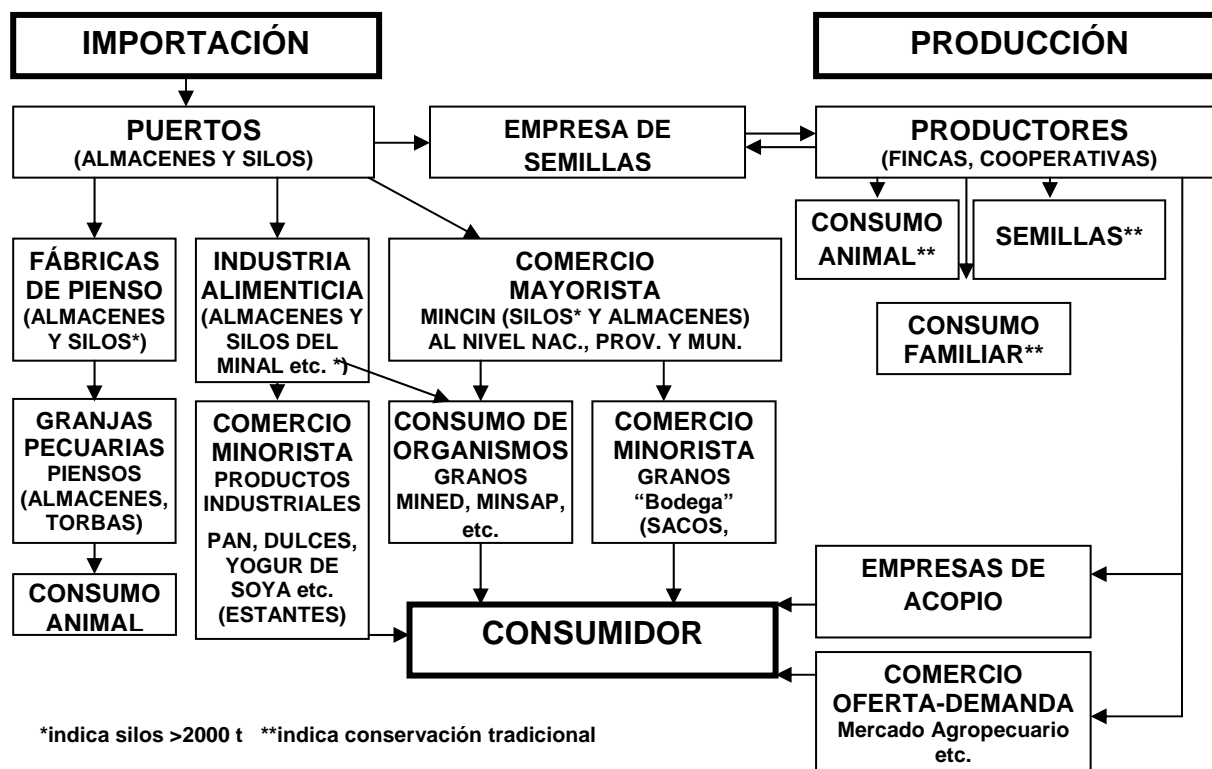 IMPORTACIÓN
PRODUCCIÓN
PUERTOS
(ALMACENES Y SILOS)
EMPRESA DE
SEMILLAS
PRODUCTORES
(FINCAS, COOPERATIVAS)
CONSUMO
ANIMAL**
SEMILLAS**
CONSUMO
FAMILIAR**
FÁBRICAS
DE PIENSO
(ALMACENES
Y SILOS*)
INDUSTRIA
ALIMENTICIA
(ALMACENES Y
SILOS DEL
MINAL etc. *)
COMERCIO
MAYORISTA
MINCIN (SILOS* Y ALMACENES)
AL NIVEL NAC., PROV. Y MUN.
GRANJAS
PECUARIAS
PIENSOS
(ALMACENES,
TORBAS)
COMERCIO
MINORISTA
PRODUCTOS
INDUSTRIALES
PAN, DULCES,
YOGUR DE
SOYA etc.
(ESTANTES)
CONSUMO DE
ORGANISMOS
GRANOS
MINED, MINSAP,
etc.
COMERCIO
MINORISTA
GRANOS
“Bodega”
(SACOS,
CONSUMO
ANIMAL
EMPRESAS DE
ACOPIO
CONSUMIDOR
COMERCIO
OFERTA-DEMANDA
Mercado Agropecuario
etc.
*indica silos >2000 t **indica conservación tradicional